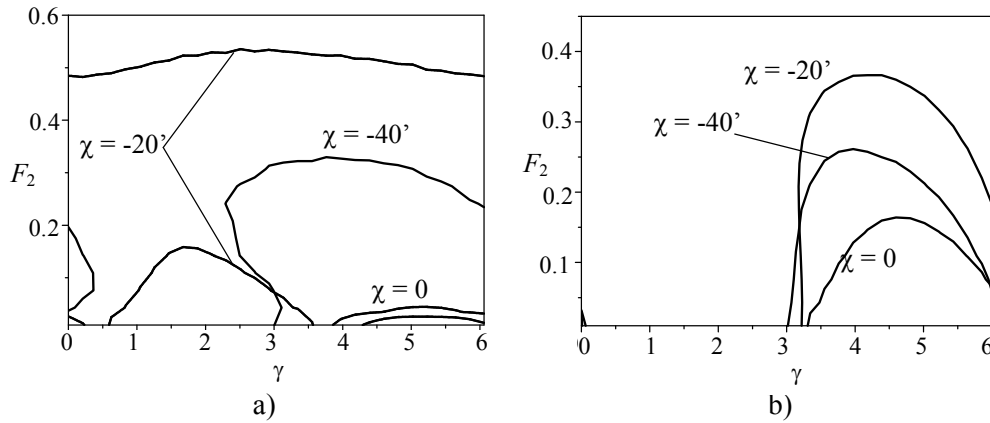 0.6
0.4
0.2
F₂
χ = -20'
χ = -40'
χ = 0
0 1 2 3 4 5 6
γ
a)
0.4
0.3
0.2
0.1
F₂
χ = -20'
χ = -40'
χ = 0
0 1 2 3 4 5 6
γ
b)